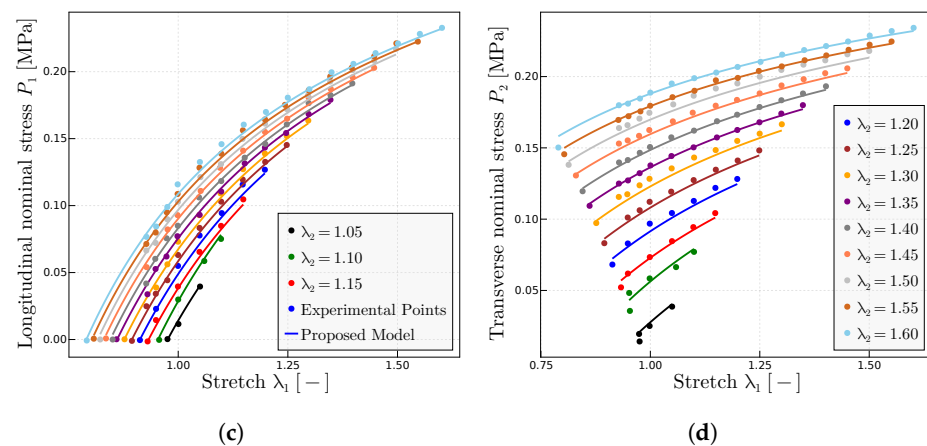 Longitudinal nominal stress P₁ [MPa]
0.20
0.15
0.10
0.05
0.00
1.00
1.25
1.50
Stretch λ₁ [ − ]
λ₂ = 1.05
λ₂ = 1.10
λ₂ = 1.15
Experimental Points
Proposed Model
(c)
Transverse nominal stress P₂ [MPa]
0.20
0.15
0.10
0.05
0.75
1.00
1.25
1.50
Stretch λ₁ [ − ]
λ₂ = 1.20
λ₂ = 1.25
λ₂ = 1.30
λ₂ = 1.35
λ₂ = 1.40
λ₂ = 1.45
λ₂ = 1.50
λ₂ = 1.55
λ₂ = 1.60
(d)